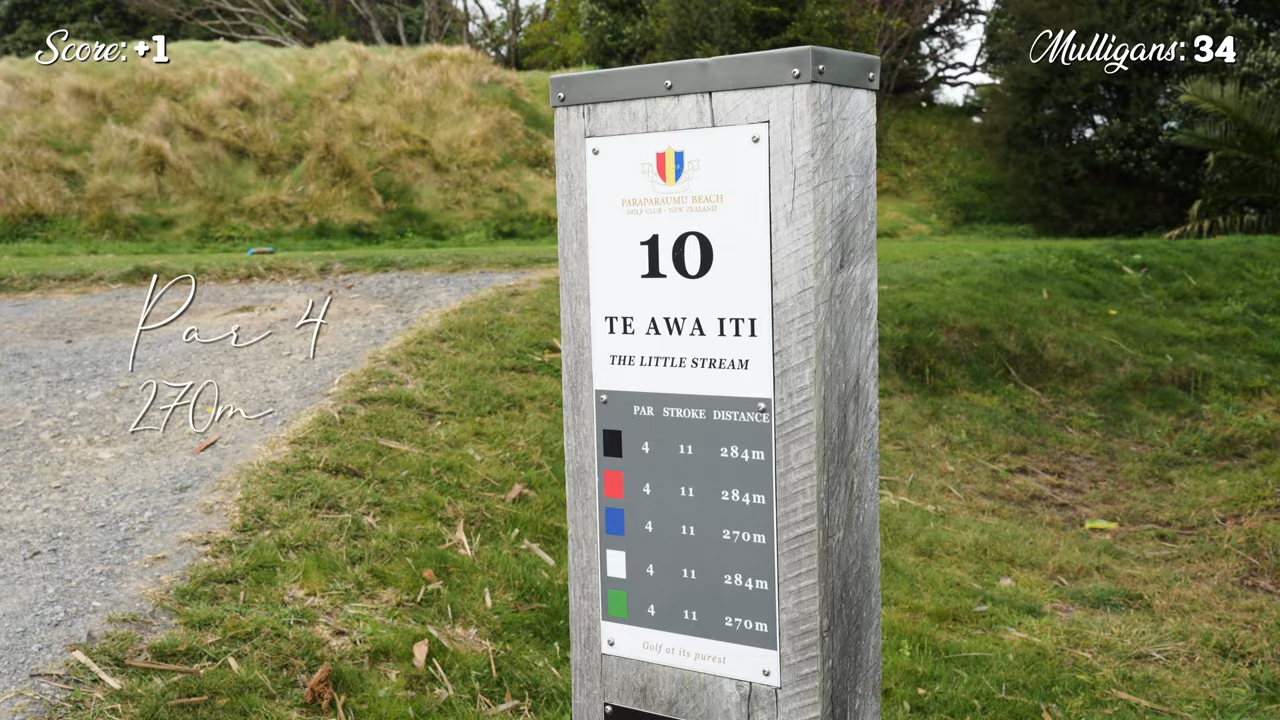 Score: +1
Mulligans: 34
Par 4
270m
PARAPARAUMU BEACH
GOLF CLUB - NEW ZEALAND
10
TE AWA ITI
THE LITTLE STREAM
PAR STROKE DISTANCE
4 11 284m
4 11 284m
4 11 270m
4 11 284m
4 11 270m
Golf at its purest